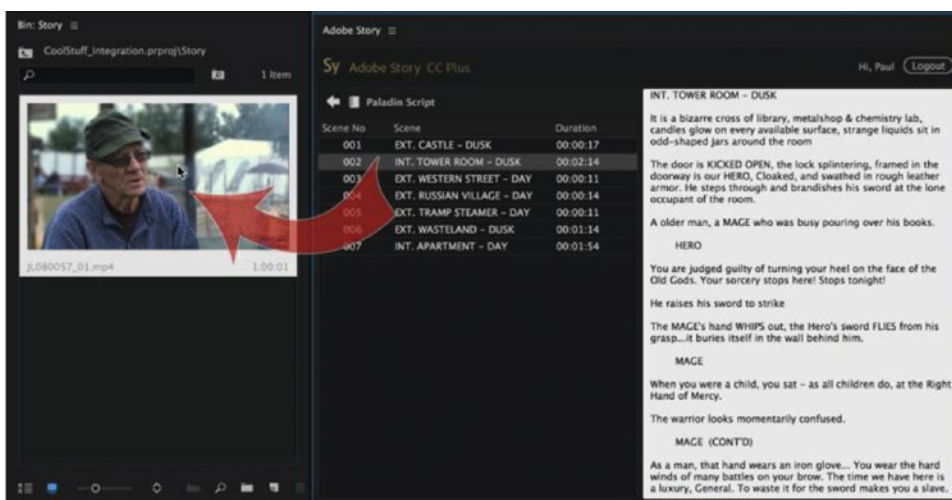 Bin: Story
CoolStuff_Integration.prproj\Story
1 Item
JL080057_01.mp4
1:00:01
Adobe Story
Sy Adobe Story CC Plus
Hi, Paul
Logout
Paladin Script
Scene No Scene Duration
001 EXT. CASTLE – DUSK 00:00:17
002 INT. TOWER ROOM – DUSK 00:02:14
003 EXT. WESTERN STREET – DAY 00:00:11
004 EXT. RUSSIAN VILLAGE – DAY 00:00:14
005 EXT. TRAMP STEAMER – DAY 00:00:11
006 EXT. WASTELAND – DUSK 00:01:14
007 INT. APARTMENT – DAY 00:01:54
INT. TOWER ROOM – DUSK
It is a bizarre cross of library, metalshop & chemistry lab,
candles glow on every available surface, strange liquids sit in
odd-shaped jars around the room
The door is KICKED OPEN, the lock splintering, framed in the
doorway is our HERO, Cloaked, and swathed in rough leather
armor. He steps through and brandishes his sword at the lone
occupant of the room.
A older man, a MAGE who was busy pouring over his books.
HERO
You are judged guilty of turning your heel on the face of the
Old Gods. Your sorcery stops here! Stops tonight!
He raises his sword to strike
The MAGE's hand WHIPS out, the Hero's sword FLIES from his
grasp...it buries itself in the wall behind him.
MAGE
When you were a child, you sat – as all children do, at the Right
Hand of Mercy.
The warrior looks momentarily confused.
MAGE (CONT'D)
As a man, that hand wears an iron glove... You wear the hard
winds of many battles on your brow. The time we have here is
a luxury, General. To waste it for the sword makes you a slave,